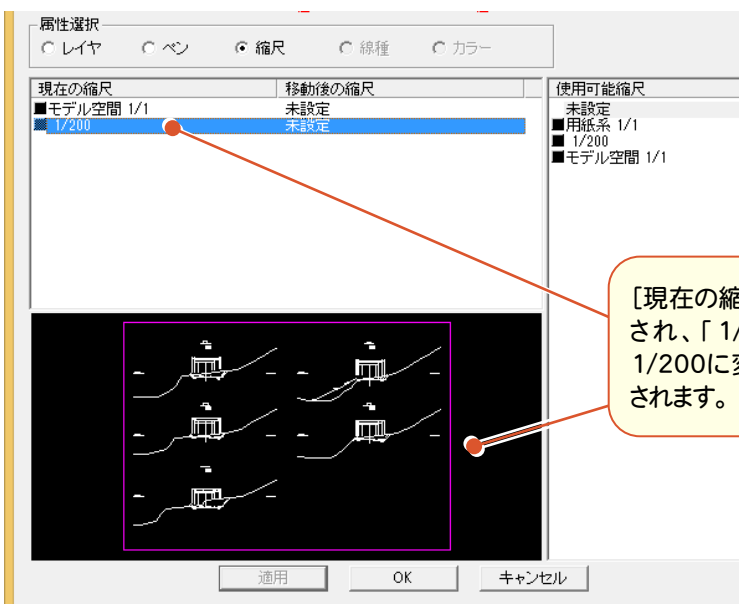 属性選択
レイヤ ペン 縮尺 線種 カラー
現在の縮尺 移動後の縮尺
モデル空間 1/1 未設定
1/200 未設定
使用可能縮尺
未設定
用紙系 1/1
1/200
モデル空間 1/1
[現在の縮
され、「1/
1/200に変
されます。
適用 OK キャンセル